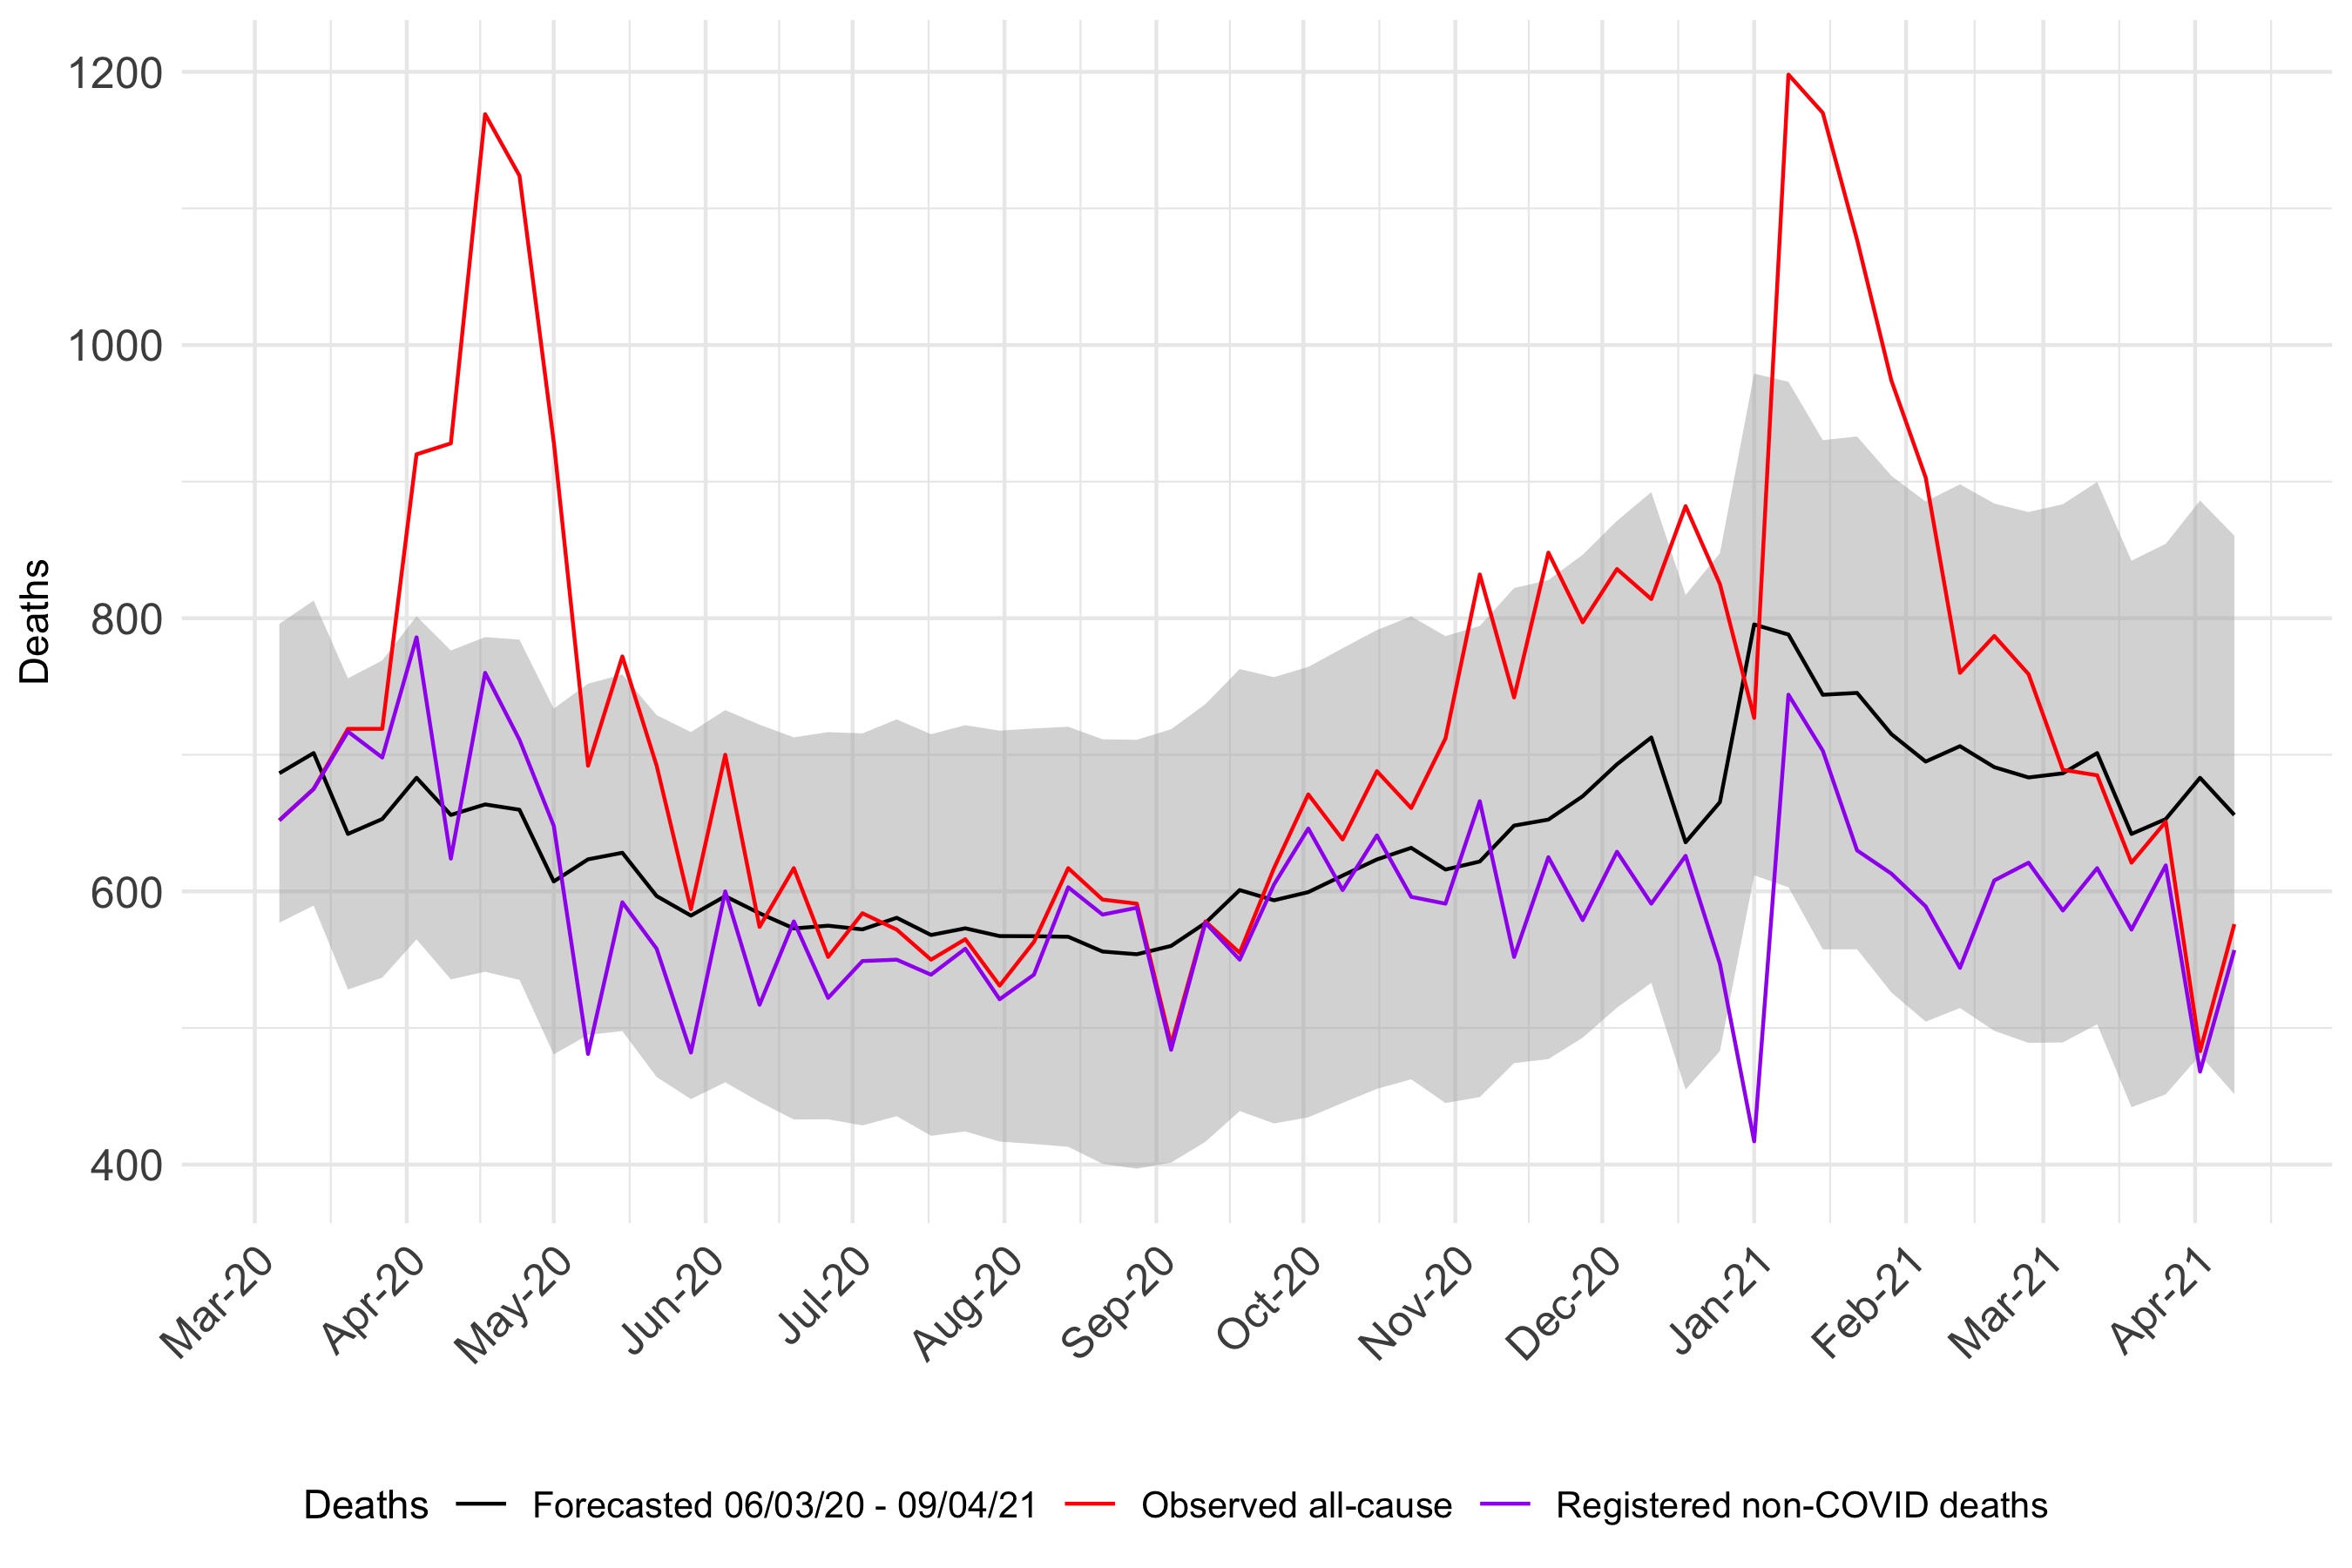 1200
1000
800
600
400
Deaths
Mar-20
Apr-20
May-20
Jun-20
Jul-20
Aug-20
Sep-20
Oct-20
Nov-20
Dec-20
Jan-21
Feb-21
Mar-21
Apr-21
Deaths Forecasted 06/03/20 - 09/04/21 Observed all-cause Registered non-COVID deaths